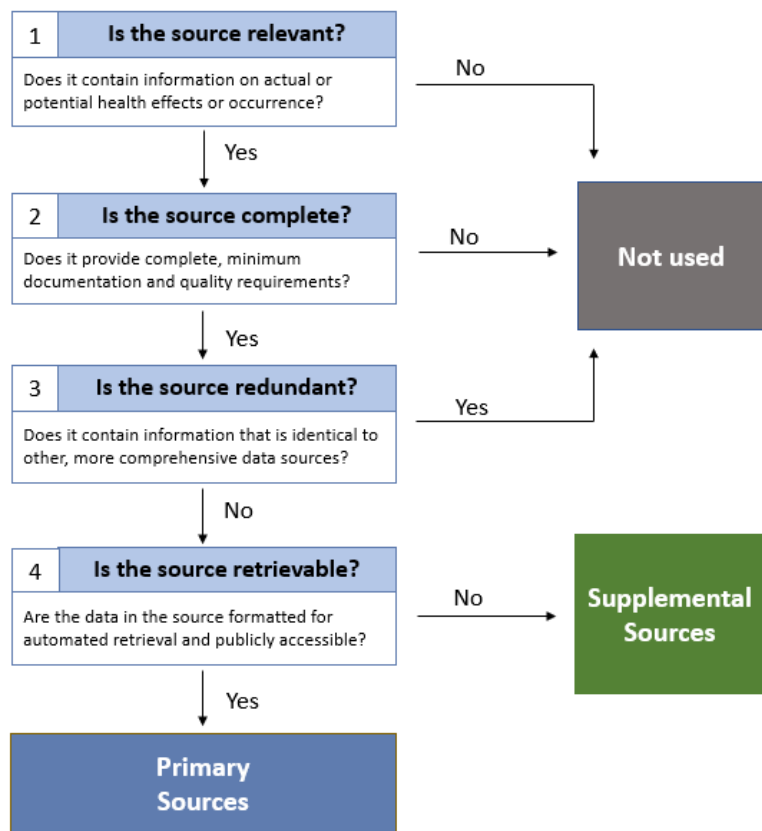 1
Is the source relevant?
Does it contain information on actual or
potential health effects or occurrence?
No
Yes
2
Is the source complete?
Does it provide complete, minimum
documentation and quality requirements?
No
Not used
Yes
3
Is the source redundant?
Does it contain information that is identical to
other, more comprehensive data sources?
Yes
No
4
Is the source retrievable?
Are the data in the source formatted for
automated retrieval and publicly accessible?
No
Supplemental
Sources
Yes
Primary
Sources